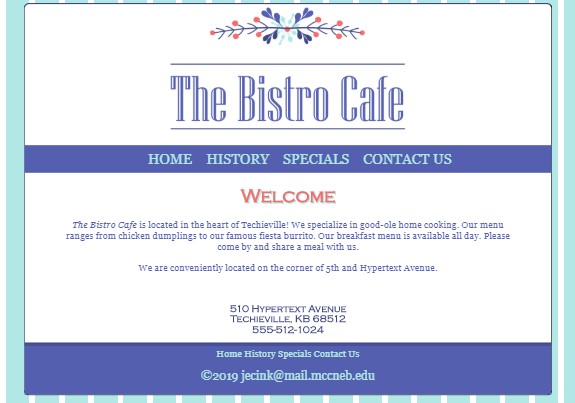 The Bistro Cafe
HOME HISTORY SPECIALS CONTACT US
Welcome
The Bistro Cafe is located in the heart of Techieville! We specialize in good-ole home cooking. Our menu
ranges from chicken dumplings to our famous fiesta burrito. Our breakfast menu is available all day. Please
come by and share a meal with us.
We are conveniently located on the corner of 5th and Hypertext Avenue.
510 Hypertext Avenue
Techieville, KB 68512
555-512-1024
Home History Specials Contact Us
©2019 jecink@mail.mccneb.edu